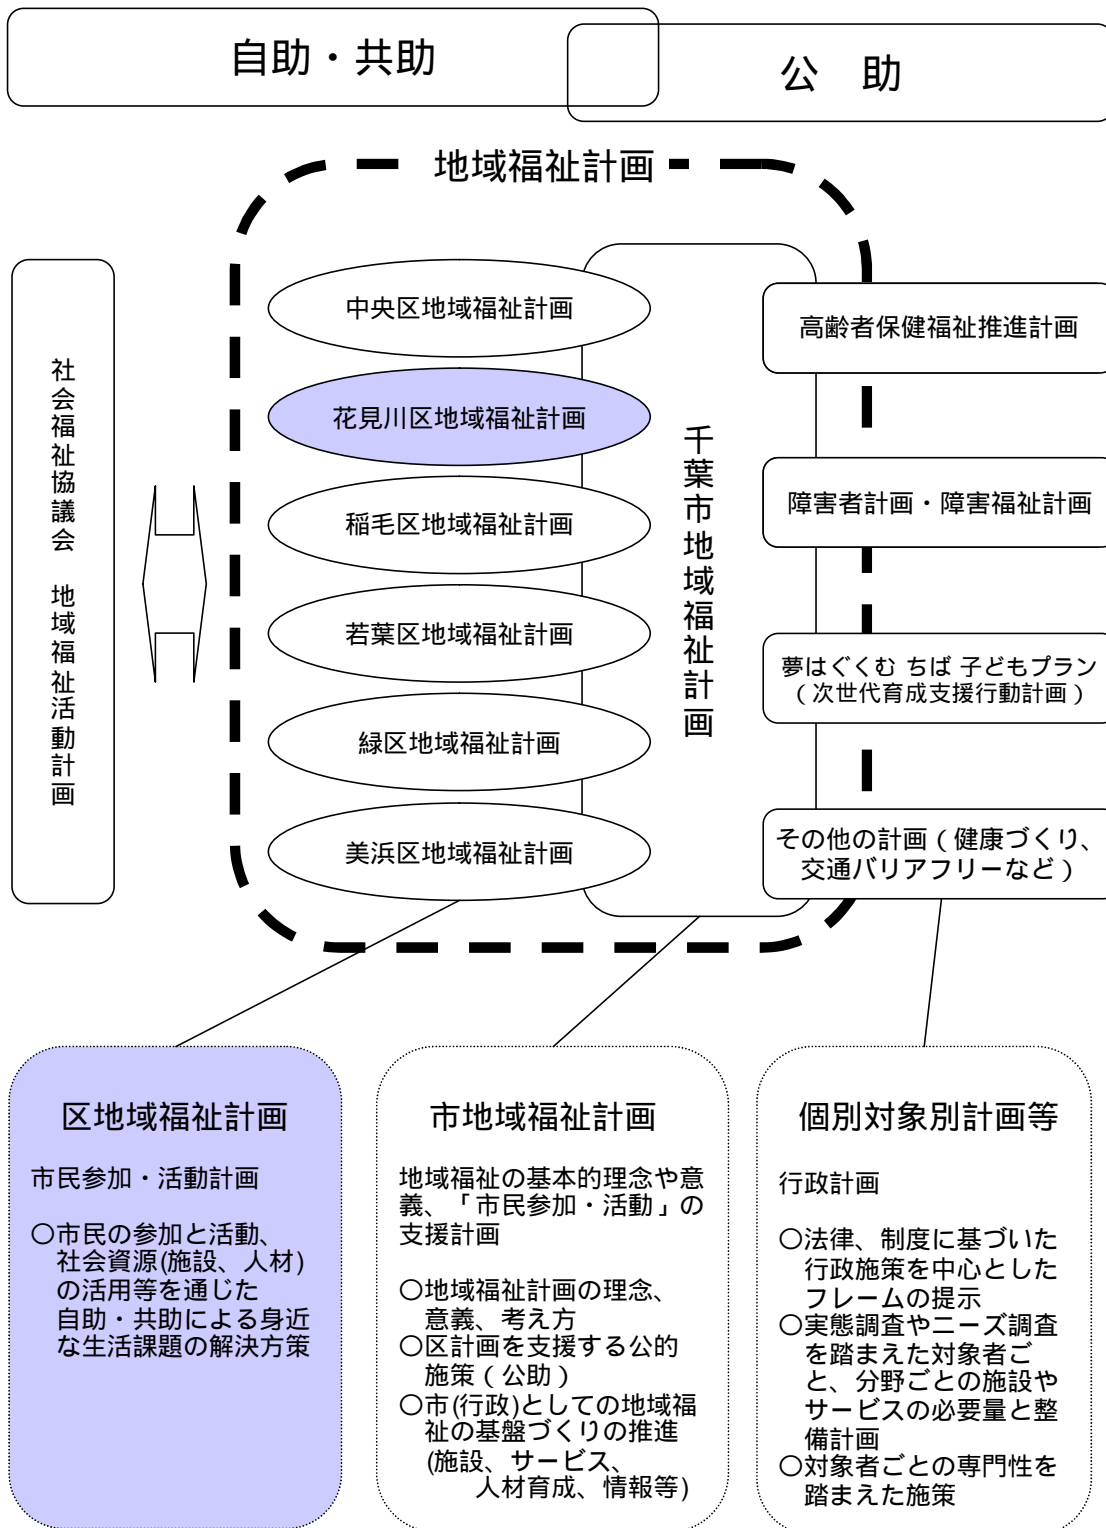 自助・共助
公　助
地域福祉計画
社会福祉協議会　地域福祉活動計画
中央区地域福祉計画
花見川区地域福祉計画
稲毛区地域福祉計画
若葉区地域福祉計画
緑区地域福祉計画
美浜区地域福祉計画
千葉市地域福祉計画
高齢者保健福祉推進計画
障害者計画・障害福祉計画
夢はぐくむ ちば 子どもプラン
（次世代育成支援行動計画）
その他の計画（健康づくり、
交通バリアフリーなど）
区地域福祉計画
市民参加・活動計画
〇市民の参加と活動、
社会資源(施設、人材)
の活用等を通じた
自助・共助による身近
な生活課題の解決方策
市地域福祉計画
地域福祉の基本的理念や意
義、「市民参加・活動」の
支援計画
〇地域福祉計画の理念、
意義、考え方
〇区計画を支援する公的
施策（公助）
〇市(行政)としての地域福
祉の基盤づくりの推進
(施設、サービス、
人材育成、情報等)
個別対象別計画等
行政計画
〇法律、制度に基づいた
行政施策を中心とした
フレームの提示
〇実態調査やニーズ調査
を踏まえた対象者ご
と、分野ごとの施設や
サービスの必要量と整
備計画
〇対象者ごとの専門性を
踏まえた施策